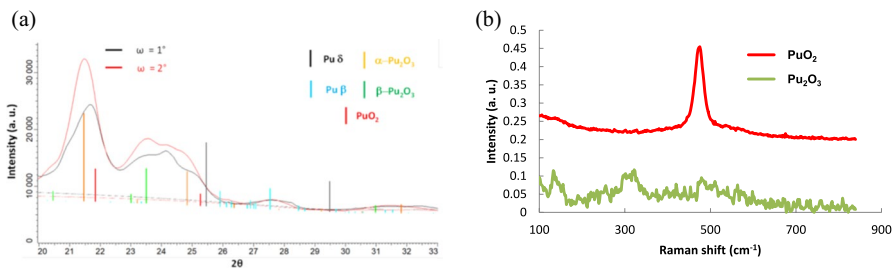 (a)
Intensity (a. u.)
0
10 000
20 000
30 000
ω = 1°
ω = 2°
Pu δ
α–Pu2O3
Pu β
β–Pu2O3
PuO2
20 21 22 23 24 25 26 27 28 29 30 31 32 33
2θ
(b)
Intensity (a. u.)
0.5
0.45
0.4
0.35
0.3
0.25
0.2
0.15
0.1
0.05
0
PuO2
Pu2O3
100 300 500 700 900
Raman shift (cm-1)